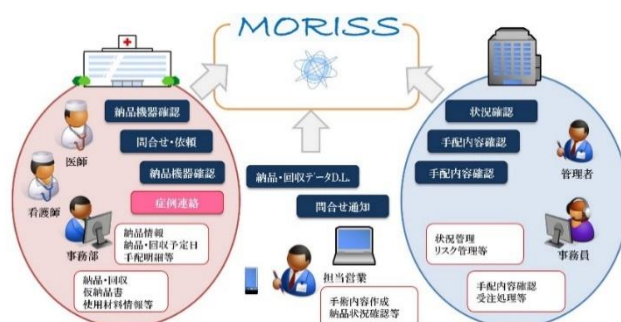 MORISS
納品機器確認
問合せ・依頼
納品機器確認
症例連絡
医師
看護師
事務部
納品情報
納品・回収予定日
手配明細等
納品・回収
仮納品書
使用材料情報等
納品・回収データD.L.
問合せ通知
担当営業
手術内容作成
納品状況確認等
状況確認
手配内容確認
手配内容確認
管理者
事務員
状況管理
リスク管理等
手配内容確認
受注処理等